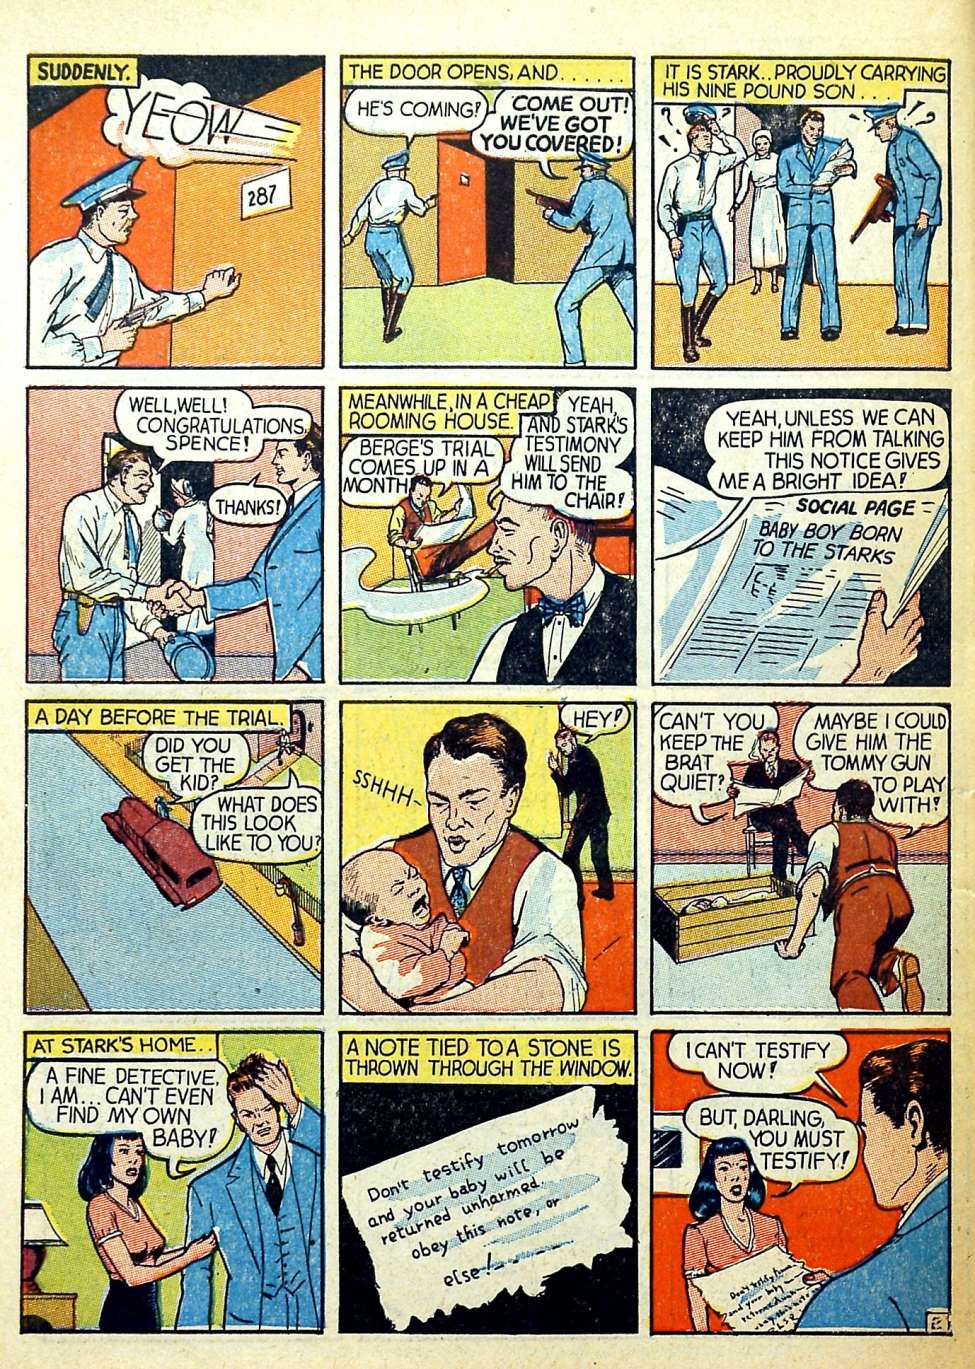 SUDDENLY.
YEOW
287
THE DOOR OPENS, AND......
HE'S COMING!
COME OUT!
WE'VE GOT
YOU COVERED!
IT IS STARK.. PROUDLY CARRYING
HIS NINE POUND SON...
? ? !
! ?
WELL, WELL!
CONGRATULATIONS,
SPENCE!
THANKS!
MEANWHILE, IN A CHEAP
ROOMING HOUSE.
BERGE'S TRIAL
COMES UP IN A
MONTH!
YEAH,
AND STARK'S
TESTIMONY
WILL SEND
HIM TO THE
CHAIR!
YEAH, UNLESS WE CAN
KEEP HIM FROM TALKING
THIS NOTICE GIVES
ME A BRIGHT IDEA!
SOCIAL PAGE
BABY BOY BORN
TO THE STARKS
A DAY BEFORE THE TRIAL.
DID YOU
GET THE
KID?
WHAT DOES
THIS LOOK
LIKE TO YOU?
SSHHH-
HEY!
CAN'T YOU
KEEP THE
BRAT
QUIET?
MAYBE I COULD
GIVE HIM THE
TOMMY GUN
TO PLAY
WITH!
AT STARK'S HOME..
A FINE DETECTIVE,
I AM... CAN'T EVEN
FIND MY OWN
BABY!
A NOTE TIED TO A STONE IS
THROWN THROUGH THE WINDOW.
Don't testify tomorrow
and your baby will be
returned unharmed.
obey this note, or
else!-----
I CAN'T TESTIFY
NOW!
BUT, DARLING,
YOU MUST
TESTIFY!